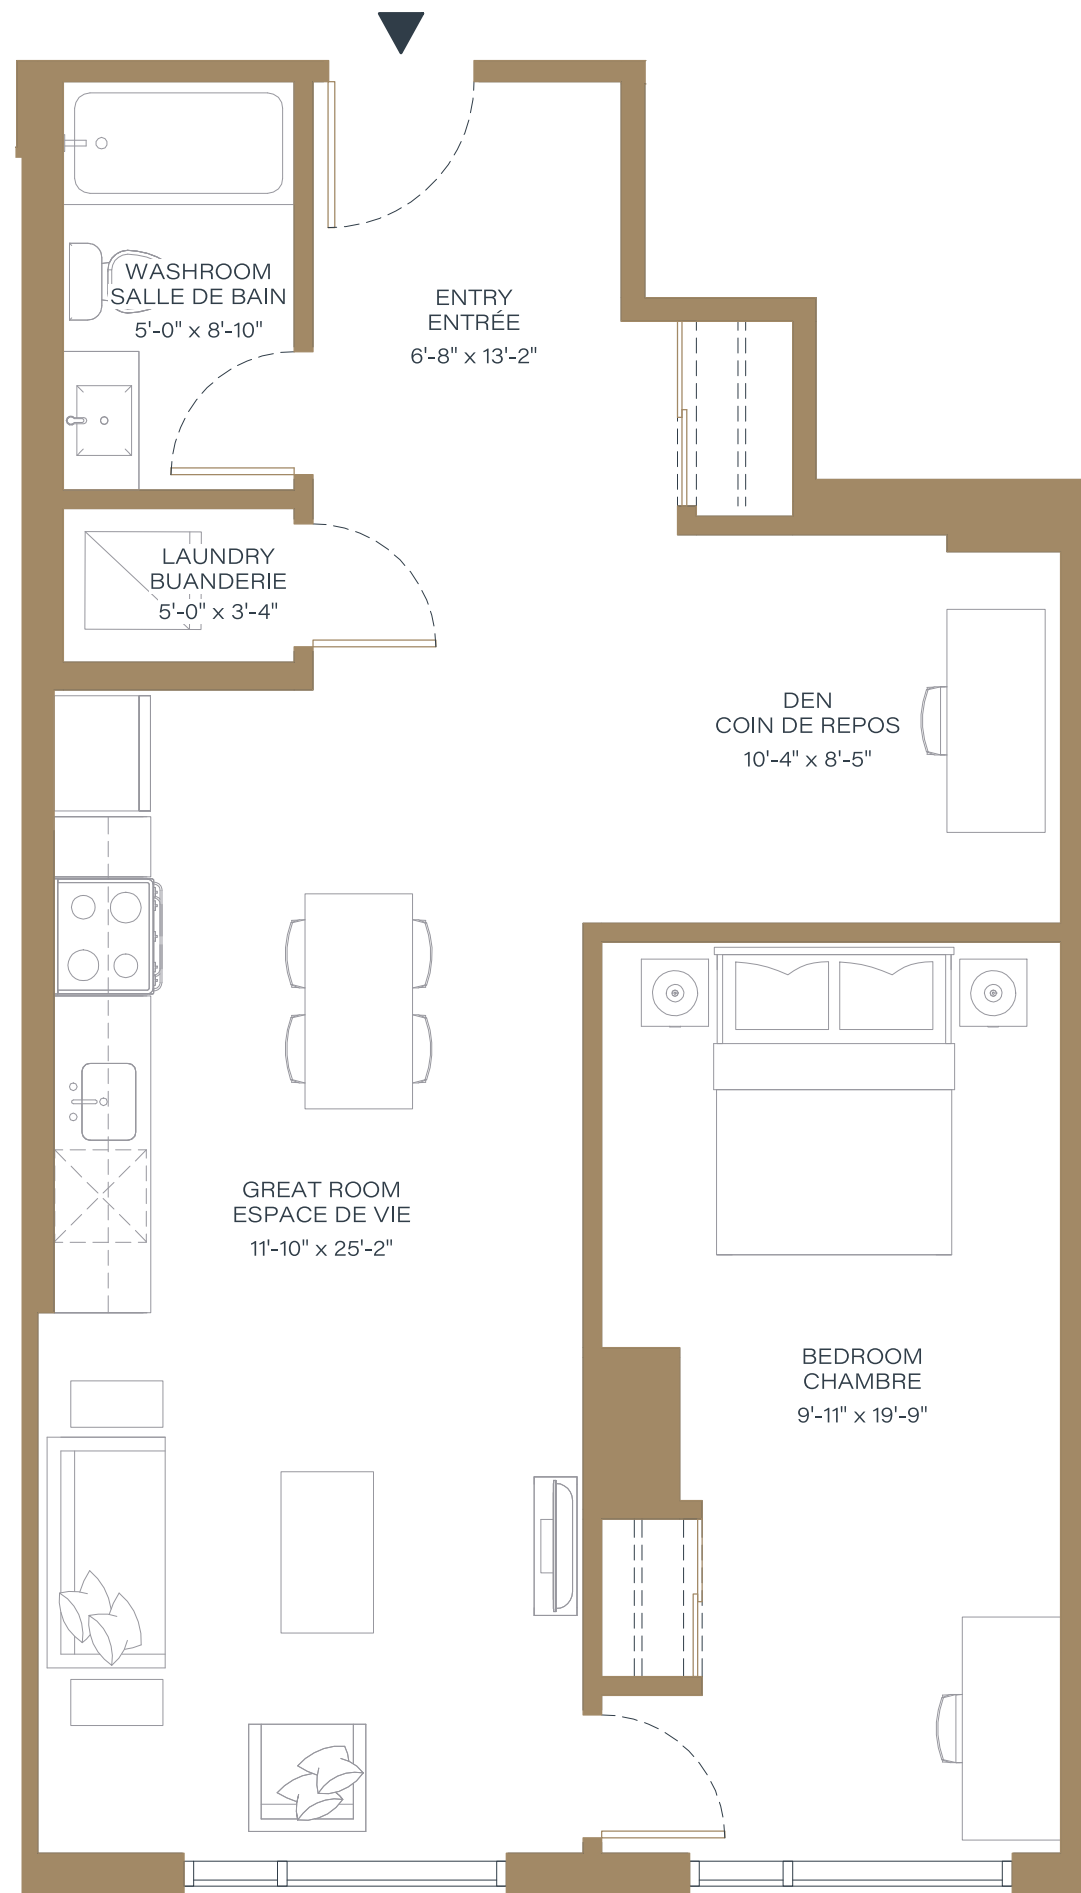 WASHROOM
SALLE DE BAIN
5'-0" x 8'-10"
ENTRY
ENTRÉE
6'-8" x 13'-2"
LAUNDRY
BUANDERIE
5'-0" x 3'-4"
DEN
COIN DE REPOS
10'-4" x 8'-5"
GREAT ROOM
ESPACE DE VIE
11'-10" x 25'-2"
BEDROOM
CHAMBRE
9'-11" x 19'-9"